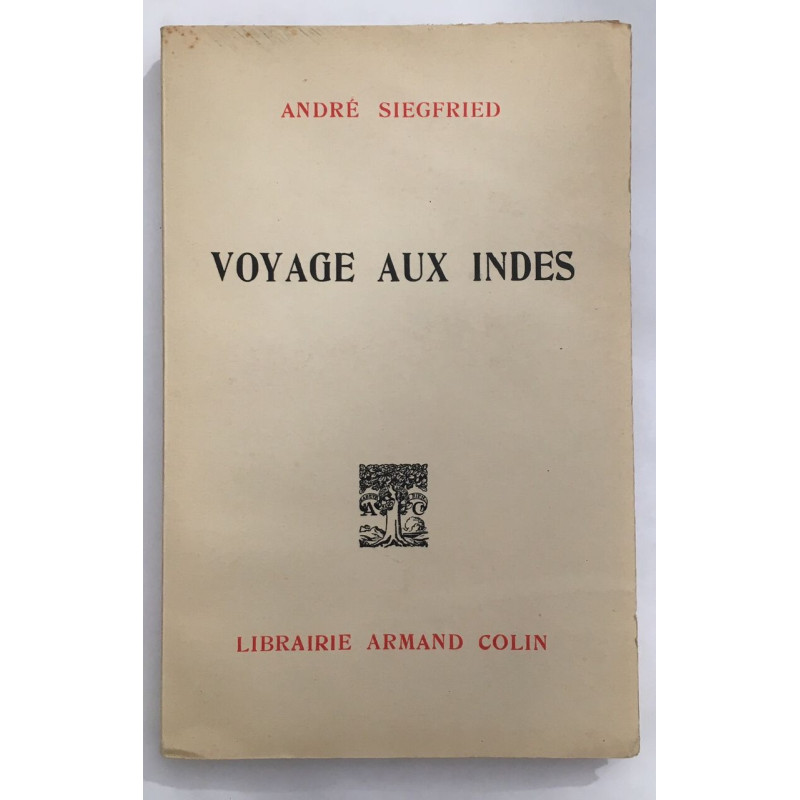 ANDRÉ SIEGFRIED
VOYAGE AUX INDES
A C
LIBRAIRIE ARMAND COLIN